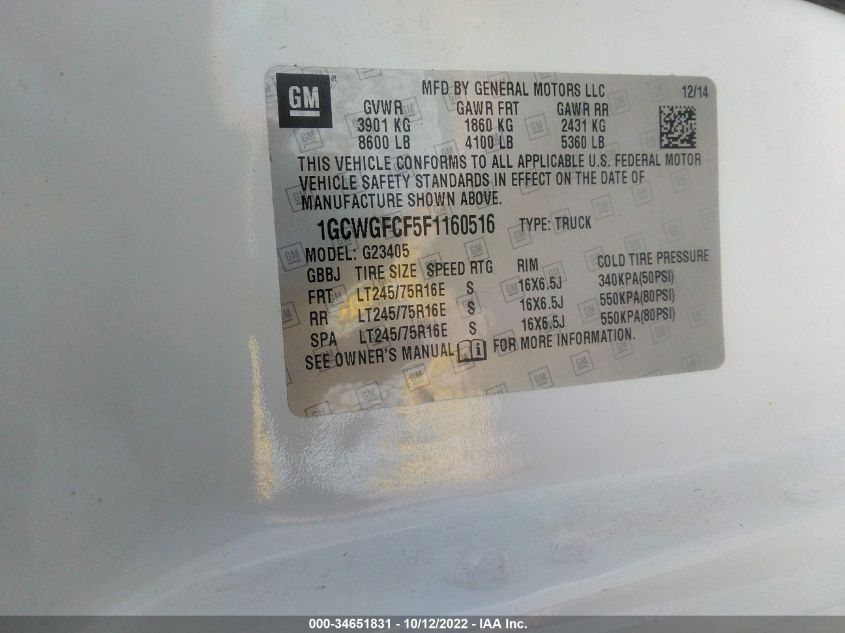 GM
®
MFD BY GENERAL MOTORS LLC
12/14
GVWR GAWR FRT GAWR RR
3901 KG 1860 KG 2431 KG
8600 LB 4100 LB 5360 LB
THIS VEHICLE CONFORMS TO ALL APPLICABLE U.S. FEDERAL MOTOR
VEHICLE SAFETY STANDARDS IN EFFECT ON THE DATE OF
MANUFACTURE SHOWN ABOVE.
1GCWGFCF5F1160516 TYPE: TRUCK
MODEL: G23405
GBBJ TIRE SIZE SPEED RTG RIM COLD TIRE PRESSURE
FRT LT245/75R16E S 16X6.5J 340KPA(50PSI)
RR LT245/75R16E S 16X6.5J 550KPA(80PSI)
SPA LT245/75R16E S 16X6.5J 550KPA(80PSI)
SEE OWNER'S MANUAL FOR MORE INFORMATION.
000-34651831 - 10/12/2022 - IAA Inc.